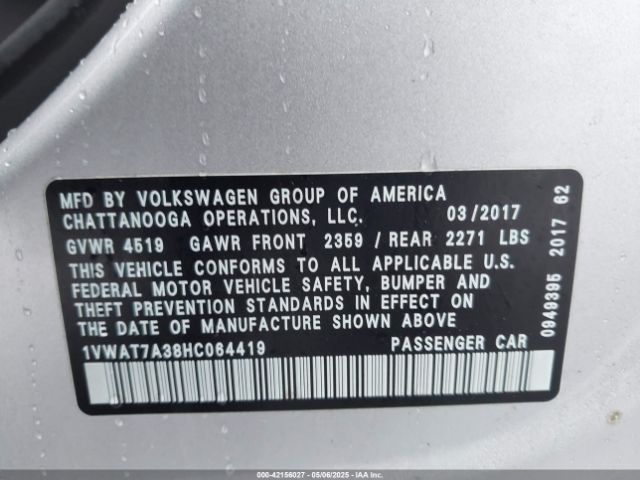 MFD BY VOLKSWAGEN GROUP OF AMERICA
CHATTANOOGA OPERATIONS, LLC. 03/2017
GVWR 4519 GAWR FRONT 2359 / REAR 2271 LBS
THIS VEHICLE CONFORMS TO ALL APPLICABLE U.S.
FEDERAL MOTOR VEHICLE SAFETY, BUMPER AND
THEFT PREVENTION STANDARDS IN EFFECT ON
THE DATE OF MANUFACTURE SHOWN ABOVE
1VWAT7A38HC064419 PASSENGER CAR
0949395 2017 62
000-42156027 - 05/06/2025 - IAAI.COM